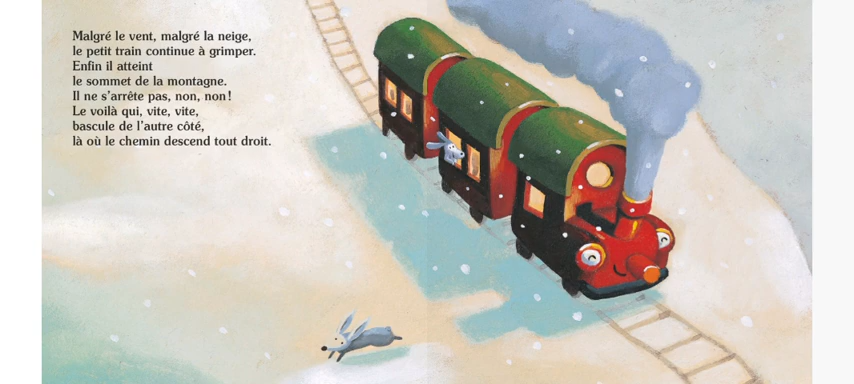 Malgré le vent, malgré la neige,
le petit train continue à grimper.
Enfin il atteint
le sommet de la montagne.
Il ne s'arrête pas, non, non !
Le voilà qui, vite, vite,
bascule de l'autre côté,
là où le chemin descend tout droit.